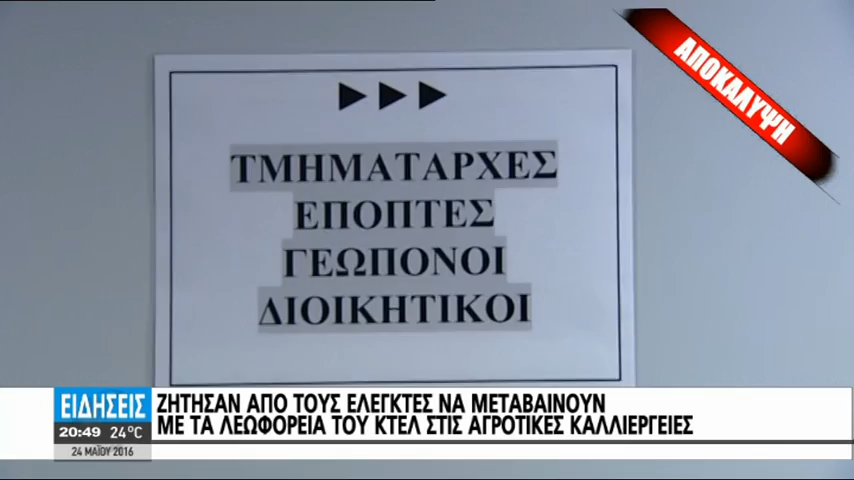 ΑΠΟΚΑΛΥΨΗ
ΤΜΗΜΑΤΑΡΧΕΣ
ΕΠΟΠΤΕΣ
ΓΕΩΠΟΝΟΙ
ΔΙΟΙΚΗΤΙΚΟΙ
ΕΙΔΗΣΕΙΣ
20:49 24°C
24 ΜΑΪΟΥ 2016
ΖΗΤΗΣΑΝ ΑΠΟ ΤΟΥΣ ΕΛΕΓΚΤΕΣ ΝΑ ΜΕΤΑΒΑΙΝΟΥΝ
ΜΕ ΤΑ ΛΕΩΦΟΡΕΙΑ ΤΟΥ ΚΤΕΛ ΣΤΙΣ ΑΓΡΟΤΙΚΕΣ ΚΑΛΛΙΕΡΓΕΙΕΣ